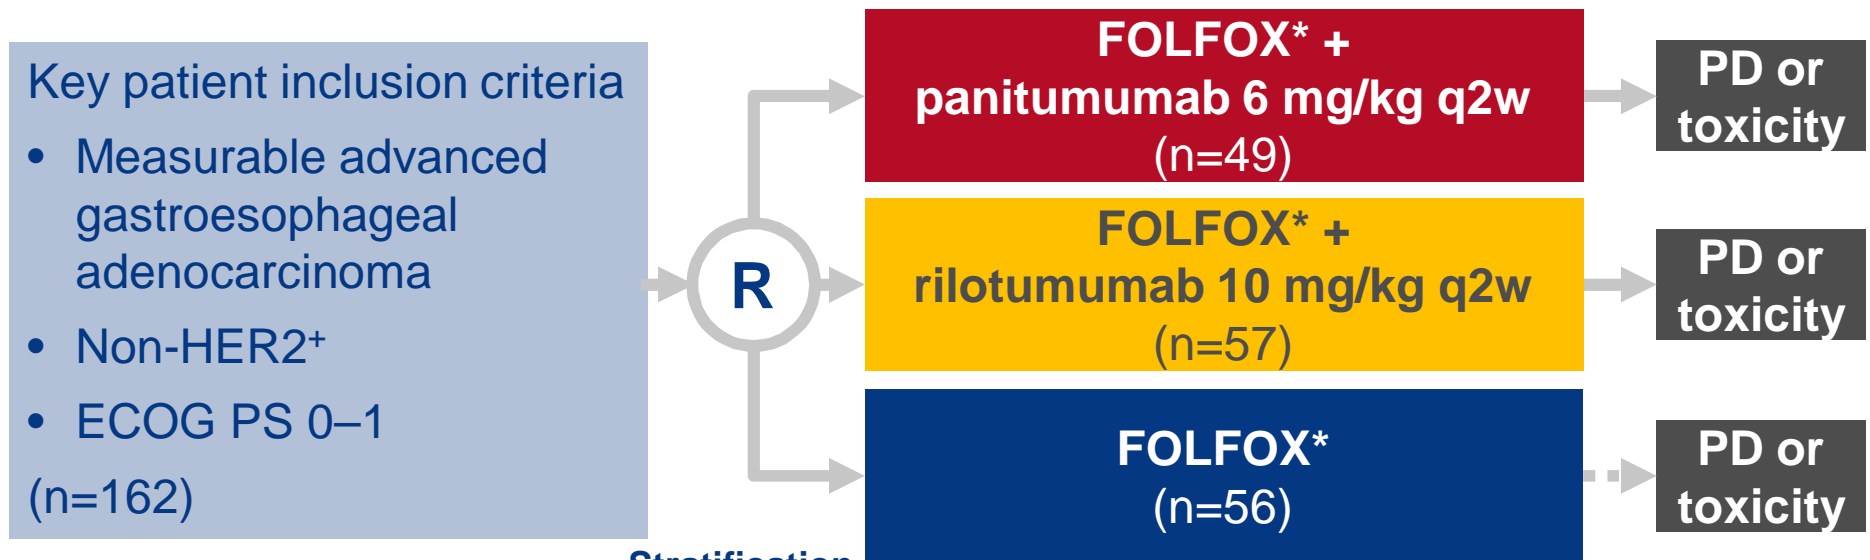 Key patient inclusion criteria
• Measurable advanced
gastroesophageal
adenocarcinoma
• Non-HER2+
• ECOG PS 0–1
(n=162)
R
FOLFOX* +
panitumumab 6 mg/kg q2w
(n=49)
PD or
toxicity
FOLFOX* +
rilotumumab 10 mg/kg q2w
(n=57)
PD or
toxicity
FOLFOX*
(n=56)
PD or
toxicity
Stratification